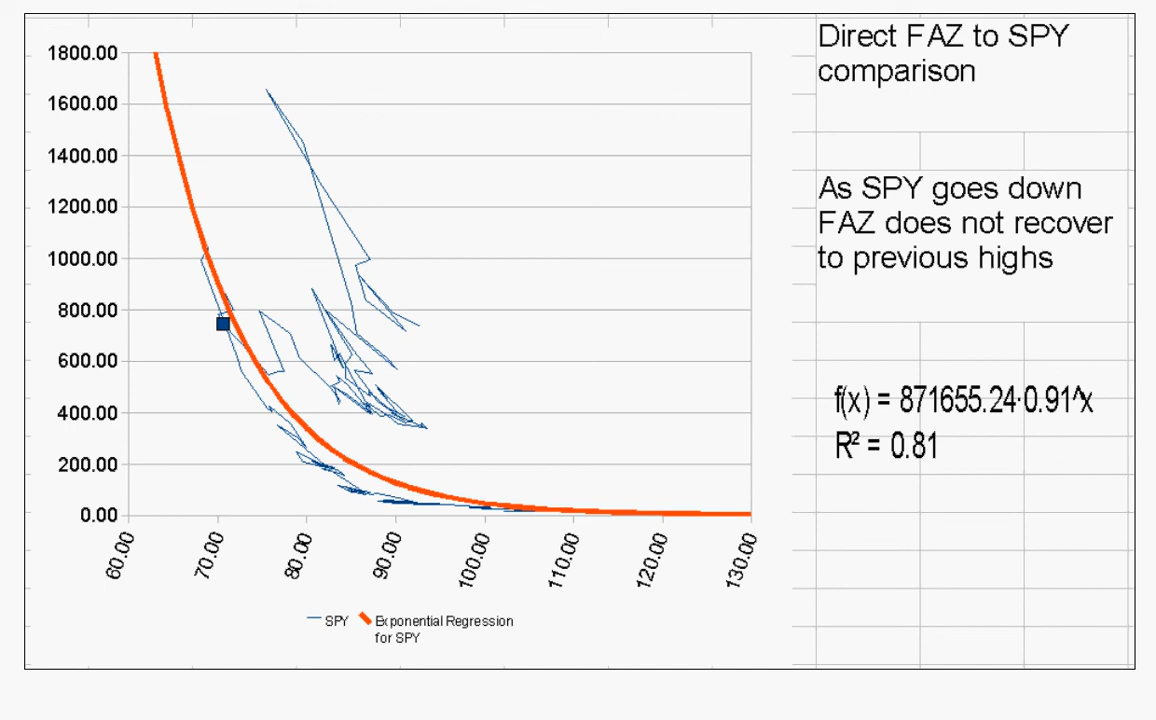 1800.00
1600.00
1400.00
1200.00
1000.00
800.00
600.00
400.00
200.00
0.00
60.00
70.00
80.00
90.00
100.00
110.00
120.00
130.00
SPY
Exponential Regression
for SPY
Direct FAZ to SPY
comparison
As SPY goes down
FAZ does not recover
to previous highs
f(x) = 871655.24·0.91^x
R² = 0.81